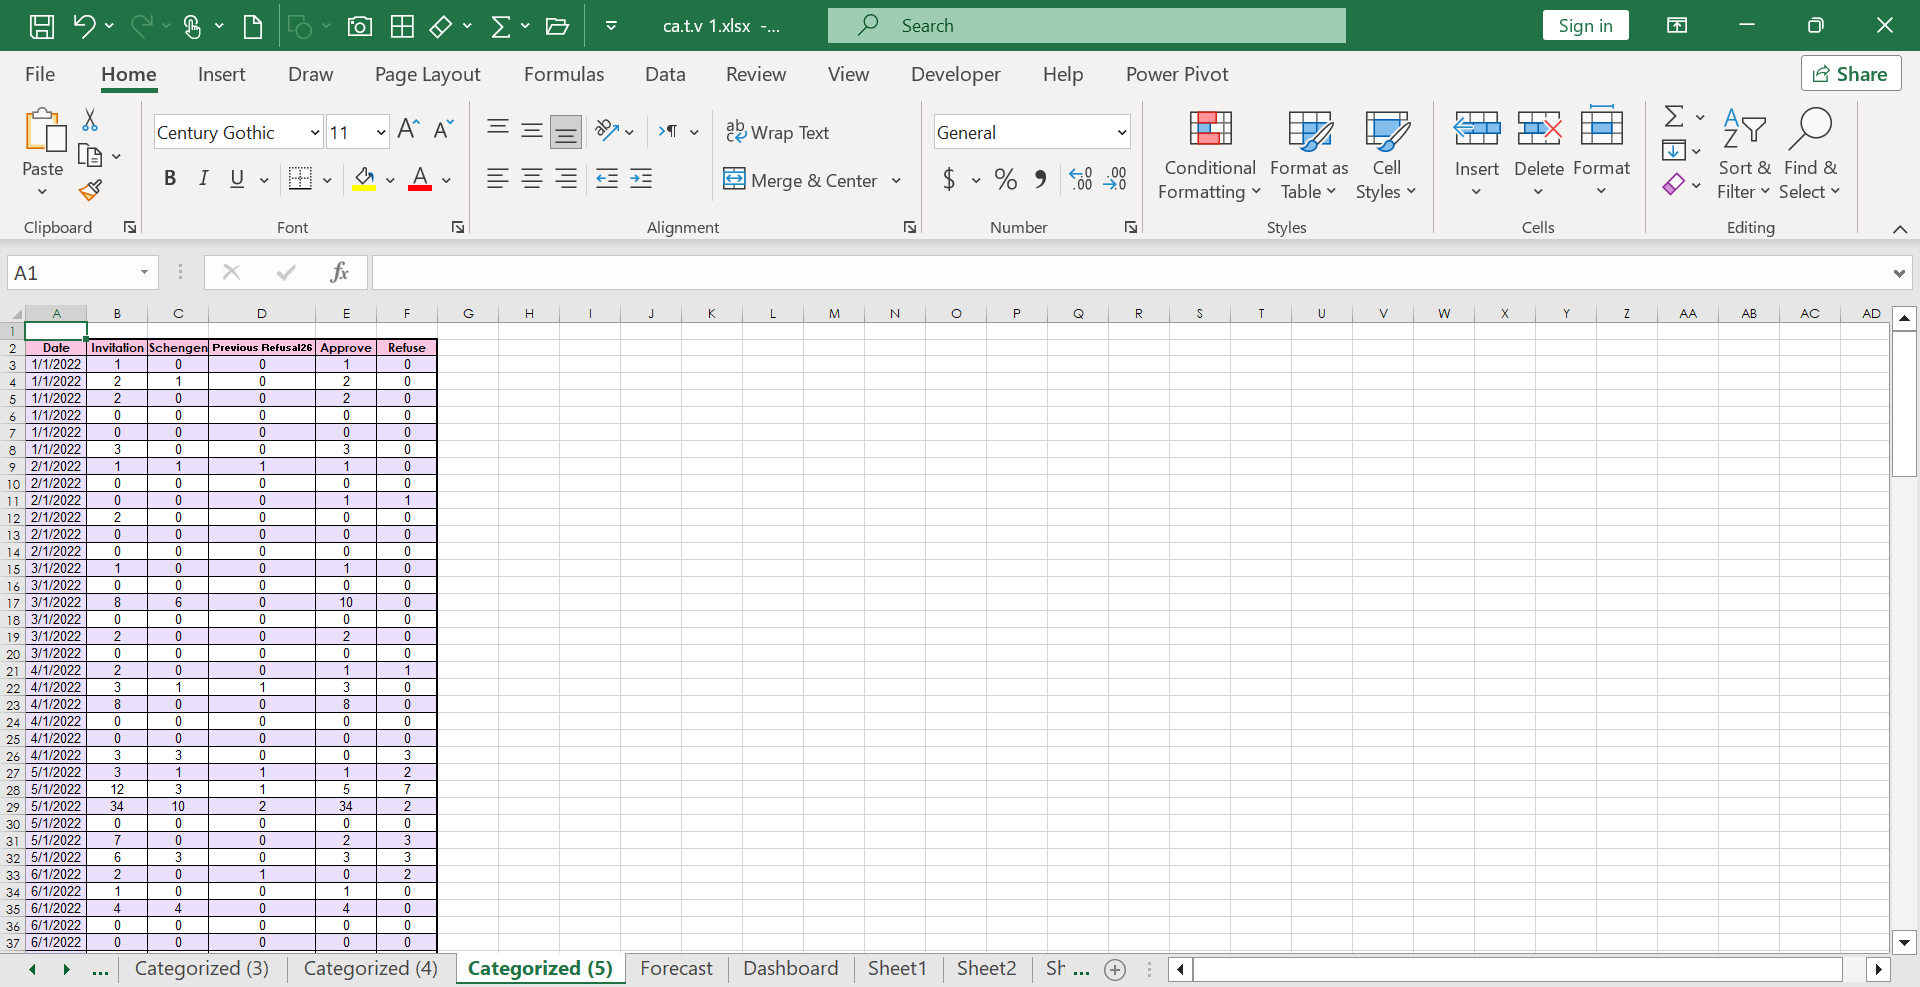 ca.t.v 1.xlsx -...
Search
Sign in
File Home Insert Draw Page Layout Formulas Data Review View Developer Help Power Pivot
Share
Paste
Clipboard
Century Gothic 11
B I U
Font
Wrap Text
Merge & Center
Alignment
General
$ % 9
Number
Conditional Formatting
Format as Table
Cell Styles
Styles
Insert Delete Format
Cells
Sort & Filter
Find & Select
Editing
A1
fx
A B C D E F G H I J K L M N O P Q R S T U V W X Y Z AA AB AC AD
1
2 Date Invitation Schengen Previous Refusal26 Approve Refuse
3 1/1/2022 1 0 0 1 0
4 1/1/2022 2 1 0 2 0
5 1/1/2022 2 0 0 2 0
6 1/1/2022 0 0 0 0 0
7 1/1/2022 0 0 0 0 0
8 1/1/2022 3 0 0 3 0
9 2/1/2022 1 1 1 1 0
10 2/1/2022 0 0 0 0 0
11 2/1/2022 0 0 0 1 1
12 2/1/2022 2 0 0 0 0
13 2/1/2022 0 0 0 0 0
14 2/1/2022 0 0 0 0 0
15 3/1/2022 1 0 0 1 0
16 3/1/2022 0 0 0 0 0
17 3/1/2022 8 6 0 10 0
18 3/1/2022 0 0 0 0 0
19 3/1/2022 2 0 0 2 0
20 3/1/2022 0 0 0 0 0
21 4/1/2022 2 0 0 1 1
22 4/1/2022 3 1 1 3 0
23 4/1/2022 8 0 0 8 0
24 4/1/2022 0 0 0 0 0
25 4/1/2022 0 0 0 0 0
26 4/1/2022 3 3 0 0 3
27 5/1/2022 3 1 1 1 2
28 5/1/2022 12 3 1 5 7
29 5/1/2022 34 10 2 34 2
30 5/1/2022 0 0 0 0 0
31 5/1/2022 7 0 0 2 3
32 5/1/2022 6 3 0 3 3
33 6/1/2022 2 0 1 0 2
34 6/1/2022 1 0 0 1 0
35 6/1/2022 4 4 0 4 0
36 6/1/2022 0 0 0 0 0
37 6/1/2022 0 0 0 0 0
... Categorized (3) Categorized (4) Categorized (5) Forecast Dashboard Sheet1 Sheet2 Sh ...